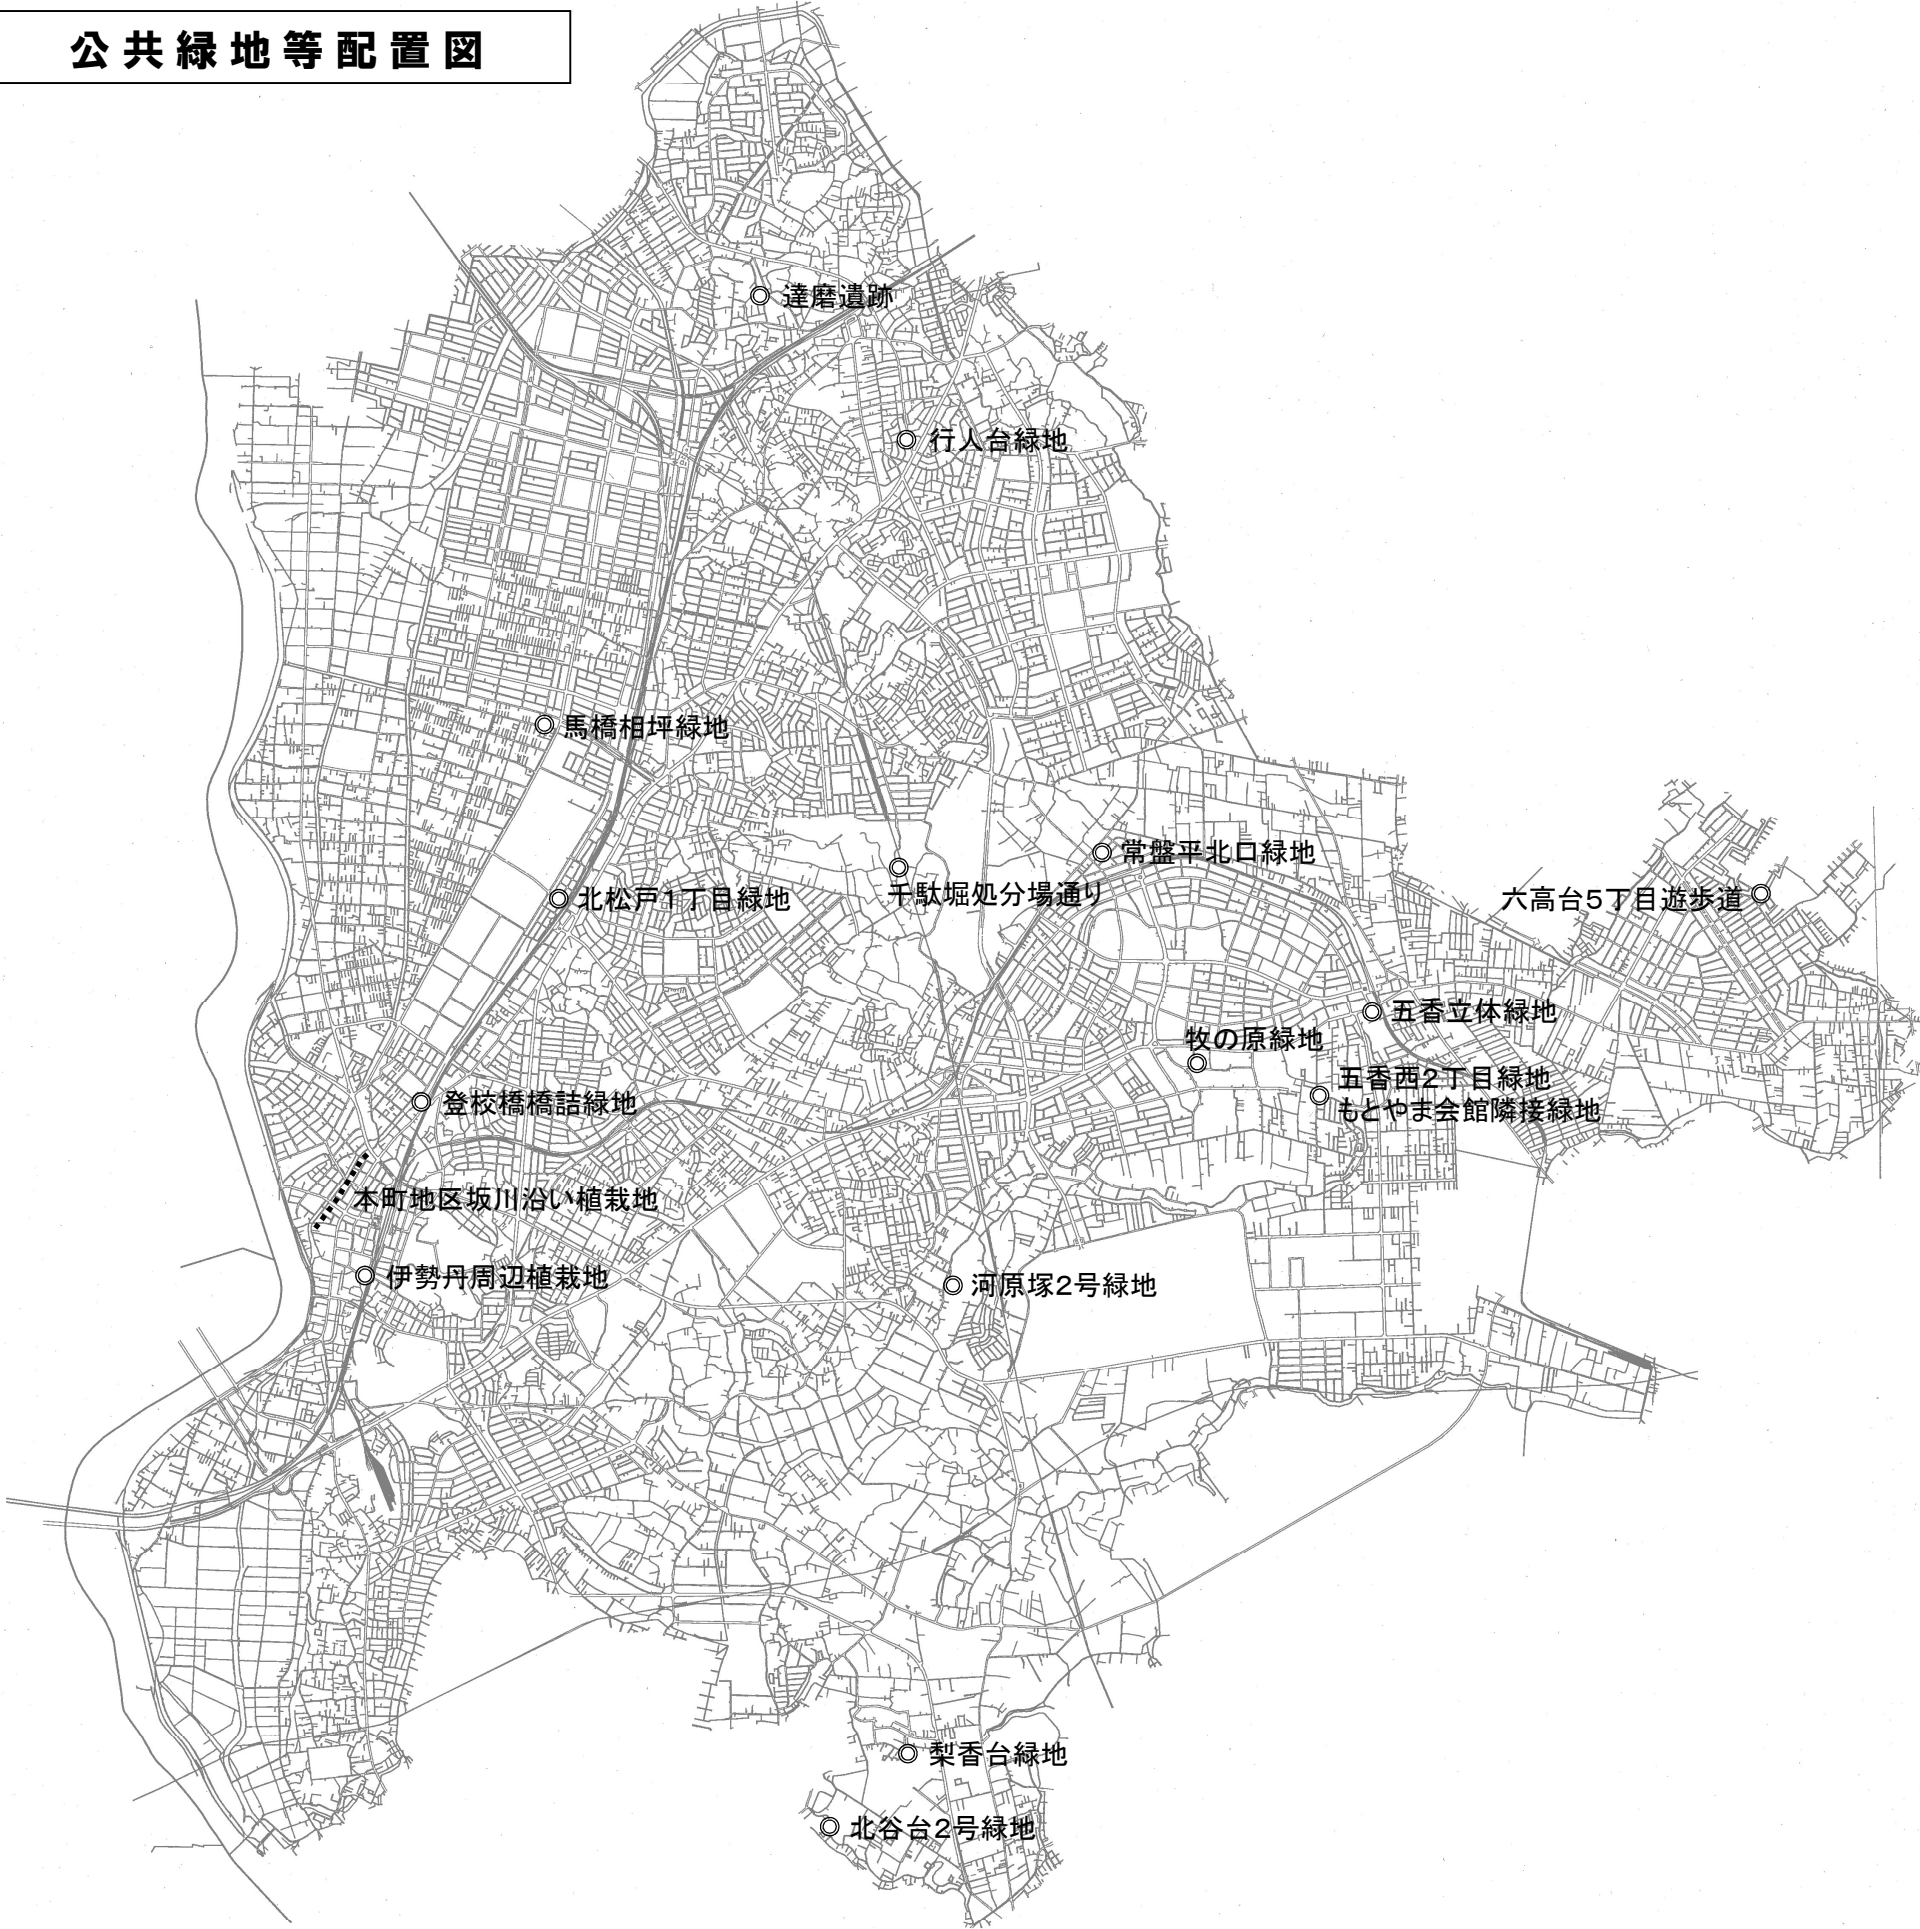 公共緑地等配置図
達磨遺跡
行人台緑地
馬橋相坪緑地
常盤平北口緑地
千駄堀処分場通り
北松戸1丁目緑地
六高台5丁目遊歩道
五香立体緑地
牧の原緑地
五香西2丁目緑地
もとやま会館隣接緑地
登校橋橋詰緑地
本町地区坂川沿い植栽地
伊勢丹周辺植栽地
河原塚2号緑地
梨香台緑地
北谷台2号緑地